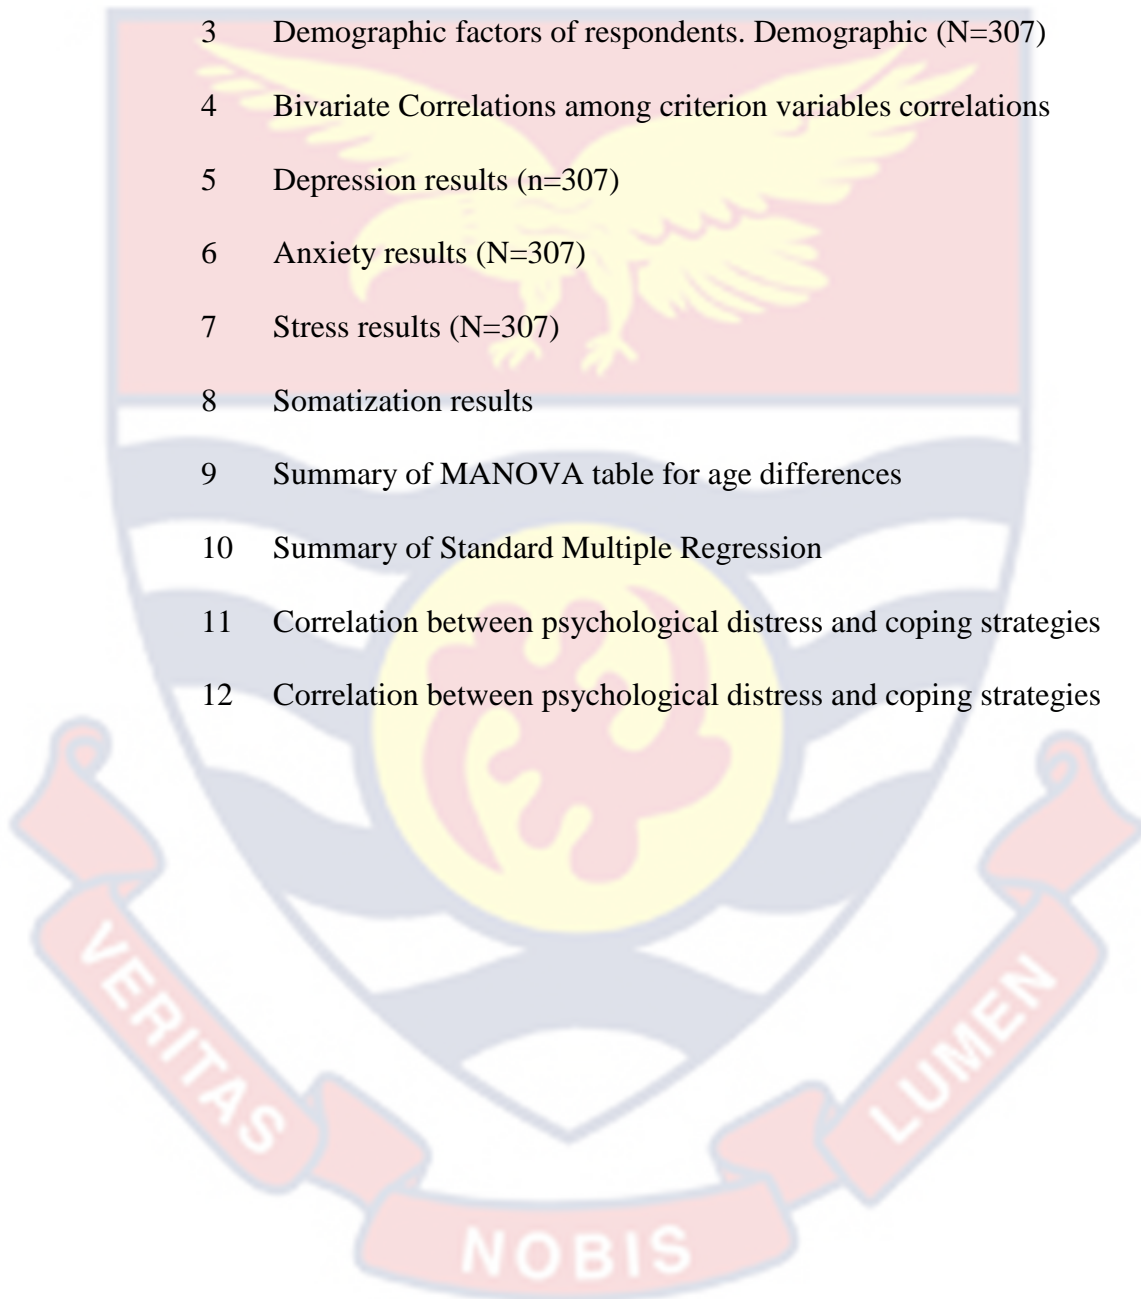 3 Demographic factors of respondents. Demographic (N=307)
4 Bivariate Correlations among criterion variables correlations
5 Depression results (n=307)
6 Anxiety results (N=307)
7 Stress results (N=307)
8 Somatization results
9 Summary of MANOVA table for age differences
10 Summary of Standard Multiple Regression
11 Correlation between psychological distress and coping strategies
12 Correlation between psychological distress and coping strategies
VERITAS
NOBIS
LUMEN